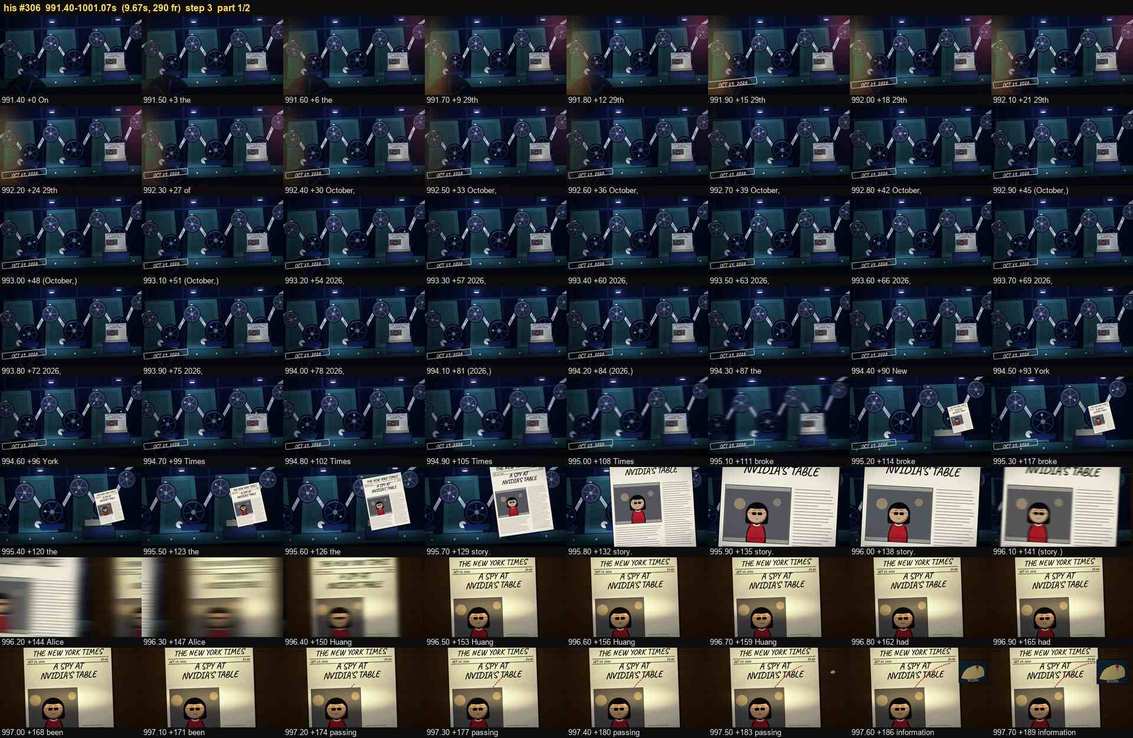 his #306 991.40-1001.07s (9.67s, 290 fr) step 3 part 1/2
991.40 +0 On
991.50 +3 the
991.60 +6 the
991.70 +9 29th
991.80 +12 29th
991.90 +15 29th
992.00 +18 29th
992.10 +21 29th
992.20 +24 29th
992.30 +27 of
992.40 +30 October,
992.50 +33 October,
992.60 +36 October,
992.70 +39 October,
992.80 +42 October,
992.90 +45 (October,)
993.00 +48 (October,)
993.10 +51 (October,)
993.20 +54 2026,
993.30 +57 2026,
993.40 +60 2026,
993.50 +63 2026,
993.60 +66 2026,
993.70 +69 2026,
993.80 +72 2026,
993.90 +75 2026,
994.00 +78 2026,
994.10 +81 (2026,)
994.20 +84 (2026,)
994.30 +87 the
994.40 +90 New
994.50 +93 York
994.60 +96 York
994.70 +99 Times
994.80 +102 Times
994.90 +105 Times
995.00 +108 Times
995.10 +111 broke
995.20 +114 broke
995.30 +117 broke
995.40 +120 the
995.50 +123 the
995.60 +126 the
995.70 +129 story.
995.80 +132 story.
995.90 +135 story.
996.00 +138 story.
996.10 +141 (story.)
NVIDIA'S TABLE
996.20 +144 Alice
996.30 +147 Alice
996.40 +150 Huang
996.50 +153 Huang
996.60 +156 Huang
996.70 +159 Huang
996.80 +162 had
996.90 +165 had
THE NEW YORK TIMES
A SPY AT
NVIDIA'S TABLE
997.00 +168 been
997.10 +171 been
997.20 +174 passing
997.30 +177 passing
997.40 +180 passing
997.50 +183 passing
997.60 +186 information
997.70 +189 information